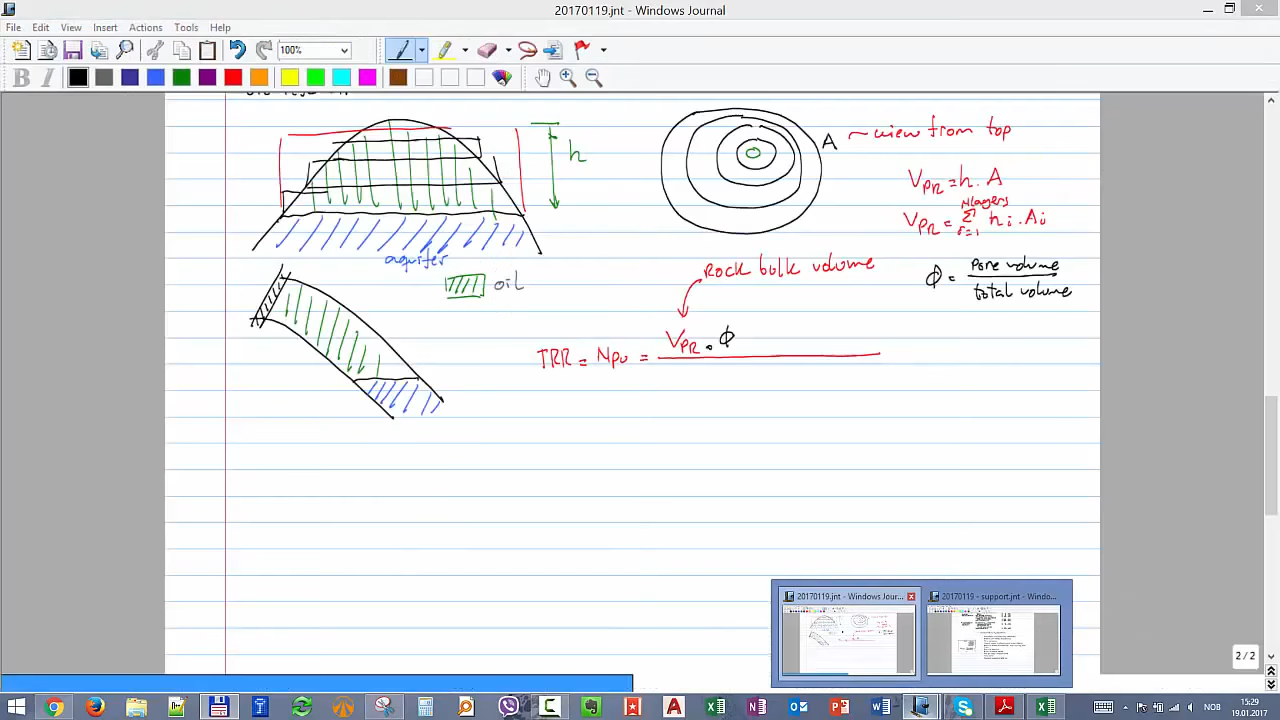 20170119.jnt - Windows Journal
File Edit View Insert Actions Tools Help
100%
B I
h
A
~view from top
V_PR = h . A
Nlayers
V_PR = Σ h_i . A_i
i=1
aquifer
oil
Rock bulk volume
ϕ = pore volume
total volume
V_PR . ϕ
TRR = Npu =
20170119.jnt - Windows Jour...
20170119 - support.jnt - Windo...
2 / 2
NOB
15:29
19.01.2017